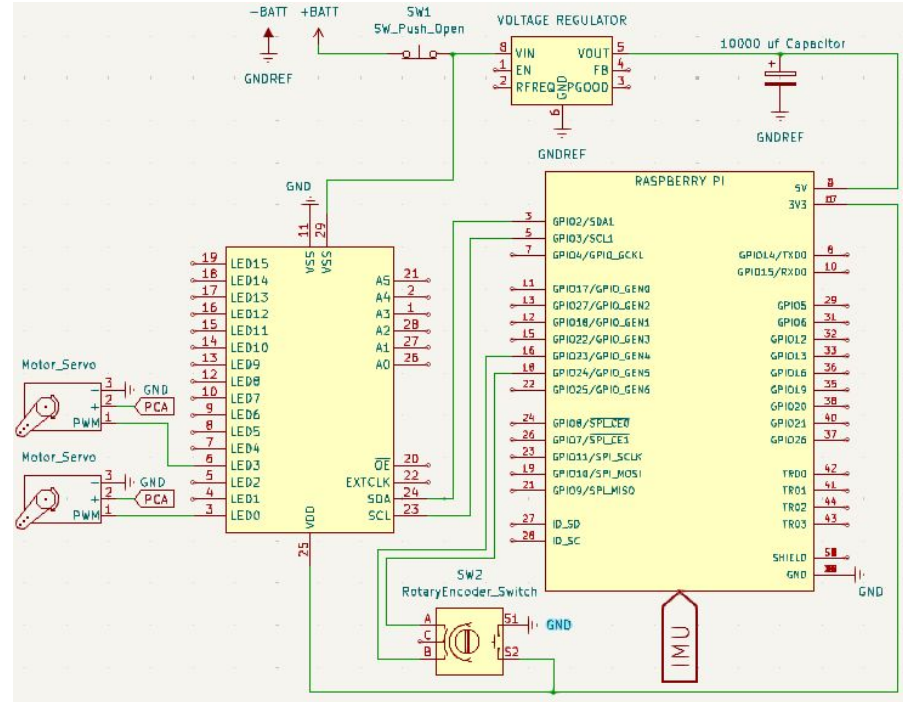 -BATT +BATT
SW1
SW_Push_Open
VOLTAGE REGULATOR
10000 uf Capacitor
GNDREF
8 VIN VOUT 5
1 EN FB 4
2 RFREQ PGOOD 3
GND
6
GNDREF
+
GNDREF
GND
11 29
VSS VSS
19 LED15
18 LED14 A5 21
17 LED13 A4 2
16 LED12 A3 1
15 LED11 A2 28
14 LED10 A1 27
13 LED9 A0 26
12 LED8
10 LED7
9 LED6
8 LED5
7 LED4
6 LED3 OE 20
5 LED2 EXTCLK 22
4 LED1 SDA 24
3 LED0 SCL 23
VDD
25
Motor_Servo
- 3 GND
+ 2 PCA
PWM 1
Motor_Servo
- 3 GND
+ 2 PCA
PWM 1
RASPBERRY PI
5V
3V3
3 GPIO2/SDA1
5 GPIO3/SCL1
7 GPIO4/GPIO_GCKL
GPIO14/TXD0 8
GPIO15/RXD0 10
11 GPIO17/GPIO_GEN0
13 GPIO27/GPIO_GEN2
12 GPIO18/GPIO_GEN1
15 GPIO22/GPIO_GEN3
16 GPIO23/GPIO_GEN4
18 GPIO24/GPIO_GEN5
22 GPIO25/GPIO_GEN6
GPIO5 29
GPIO6 31
GPIO12 32
GPIO13 33
GPIO16 36
GPIO19 35
GPIO20 38
GPIO21 40
GPIO26 37
24 GPIO8/SPI_CE0
26 GPIO7/SPI_CE1
23 GPIO11/SPI_SCLK
19 GPIO10/SPI_MOSI
21 GPIO9/SPI_MISO
TRD0 42
TR01 41
TR02 44
TR03 43
27 ID_SD
28 ID_SC
SHIELD
GND
GND
SW2
RotaryEncoder_Switch
A S1 GND
C
B S2
IMU